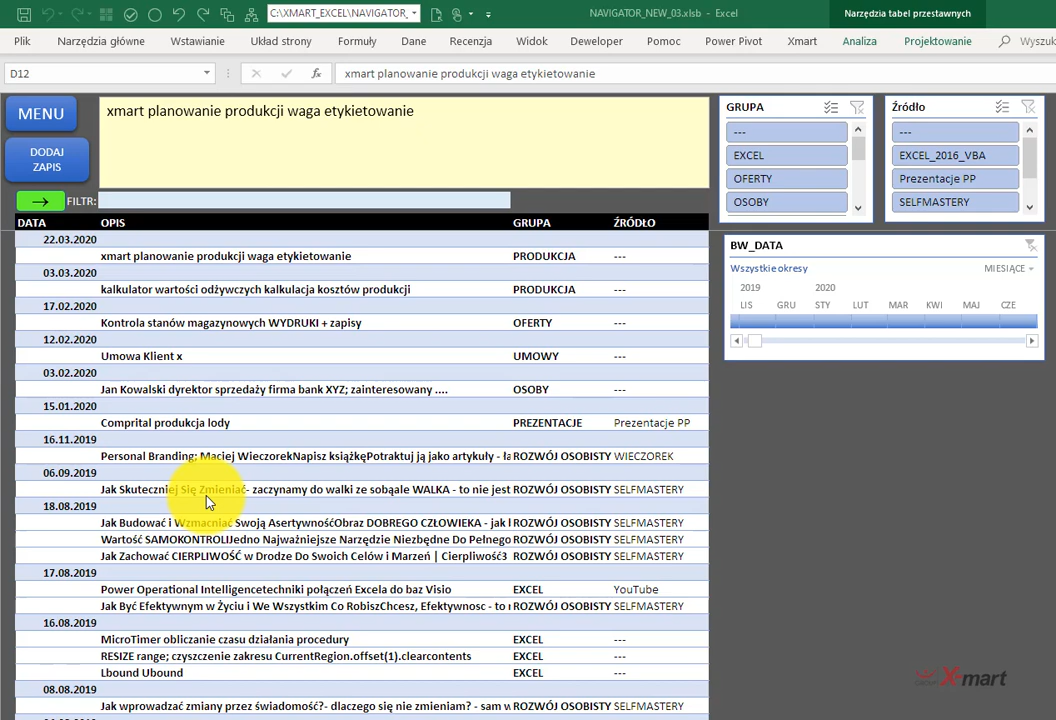 C:\XMART_EXCEL\NAVIGATOR_
NAVIGATOR_NEW_03.xlsb - Excel
Narzędzia tabel przestawnych
Plik Narzędzia główne Wstawianie Układ strony Formuły Dane Recenzja Widok Deweloper Pomoc Power Pivot Xmart Analiza Projektowanie Wyszuk
D12 fx xmart planowanie produkcji waga etykietowanie
MENU
DODAJ
ZAPIS
xmart planowanie produkcji waga etykietowanie
→ FILTR:
DATA OPIS GRUPA ŹRÓDŁO
22.03.2020
xmart planowanie produkcji waga etykietowanie PRODUKCJA ---
03.03.2020
kalkulator wartości odżywczych kalkulacja kosztów produkcji PRODUKCJA ---
17.02.2020
Kontrola stanów magazynowych WYDRUKI + zapisy OFERTY ---
12.02.2020
Umowa Klient x UMOWY ---
03.02.2020
Jan Kowalski dyrektor sprzedaży firma bank XYZ; zainteresowany .... OSOBY ---
15.01.2020
Comprital produkcja lody PREZENTACJE Prezentacje PP
16.11.2019
Personal Branding; Maciej WieczorekNapisz książkęPotraktuj ją jako artykuły - ła ROZWÓJ OSOBISTY WIECZOREK
06.09.2019
Jak Skuteczniej Się Zmieniać- zaczynamy do walki ze sobąale WALKA - to nie jest ROZWÓJ OSOBISTY SELFMASTERY
18.08.2019
Jak Budować i Wzmacniać Swoją AsertywnośćObraz DOBREGO CZŁOWIEKA - jak l ROZWÓJ OSOBISTY SELFMASTERY
Wartość SAMOKONTROLIJedno Najważniejsze Narzędzie Niezbędne Do Pełnego ROZWÓJ OSOBISTY SELFMASTERY
Jak Zachować CIERPLIWOŚĆ w Drodze Do Swoich Celów i Marzeń | Cierpliwość3 ROZWÓJ OSOBISTY SELFMASTERY
17.08.2019
Power Operational Intelligencetechniki połączeń Excela do baz Visio EXCEL YouTube
Jak Być Efektywnym w Życiu i We Wszystkim Co RobiszChcesz, Efektywnosc - to ROZWÓJ OSOBISTY SELFMASTERY
16.08.2019
MicroTimer obliczanie czasu działania procedury EXCEL ---
RESIZE range; czyszczenie zakresu CurrentRegion.offset(1).clearcontents EXCEL ---
Lbound Ubound EXCEL ---
08.08.2019
Jak wprowadzać zmiany przez świadomość?- dlaczego się nie zmieniam? - sam w ROZWÓJ OSOBISTY SELFMASTERY
GRUPA
---
EXCEL
OFERTY
OSOBY
Źródło
---
EXCEL_2016_VBA
Prezentacje PP
SELFMASTERY
BW_DATA
Wszystkie okresy MIESIĄCE
2019 2020
LIS GRU STY LUT MAR KWI MAJ CZE
X-mart